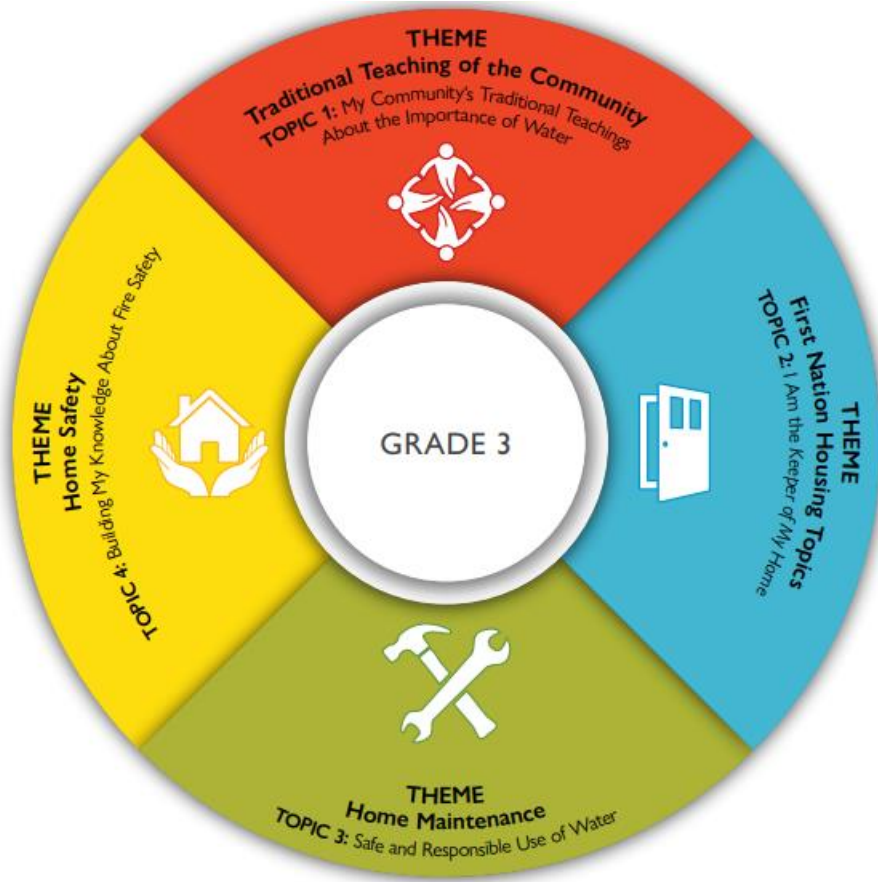 THEME
Traditional Teaching of the Community
TOPIC 1: My Community's Traditional Teachings
About the Importance of Water
THEME
First Nation Housing Topics
TOPIC 2: I Am the Keeper of My Home
THEME
Home Maintenance
TOPIC 3: Safe and Responsible Use of Water
THEME
Home Safety
TOPIC 4: Building My Knowledge About Fire Safety
GRADE 3